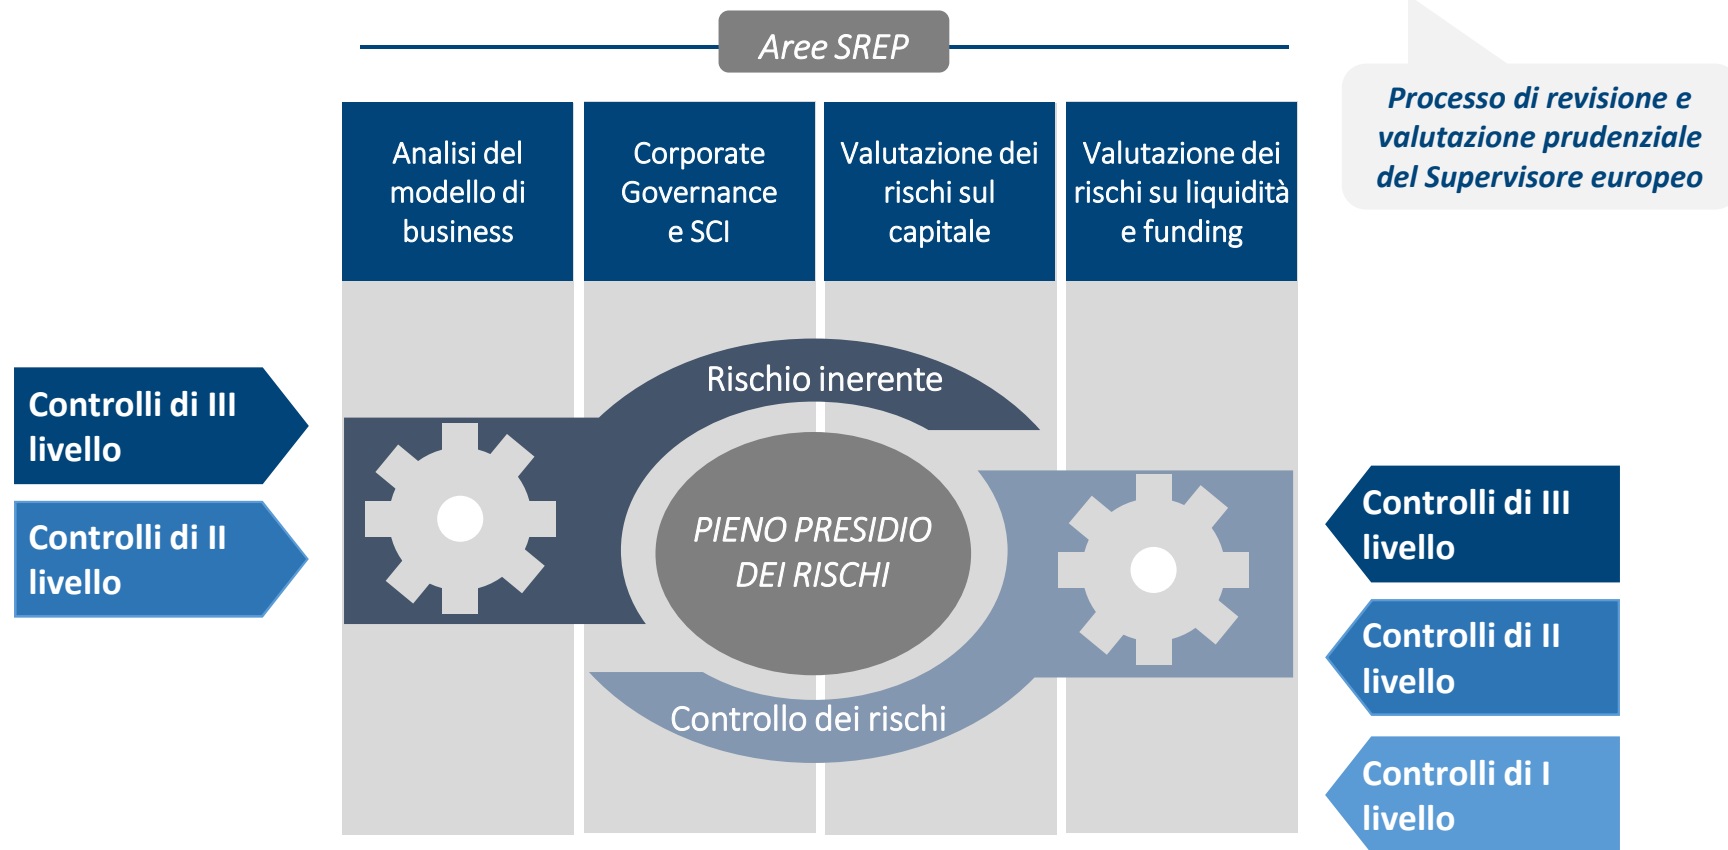 Aree SREP
Processo di revisione e
valutazione prudenziale
del Supervisore europeo
Analisi del
modello di
business
Corporate
Governance
e SCI
Valutazione dei
rischi sul
capitale
Valutazione dei
rischi su liquidità
e funding
Rischio inerente
Controlli di III
livello
Controlli di II
livello
PIENO PRESIDIO
DEI RISCHI
Controllo dei rischi
Controlli di III
livello
Controlli di II
livello
Controlli di I
livello